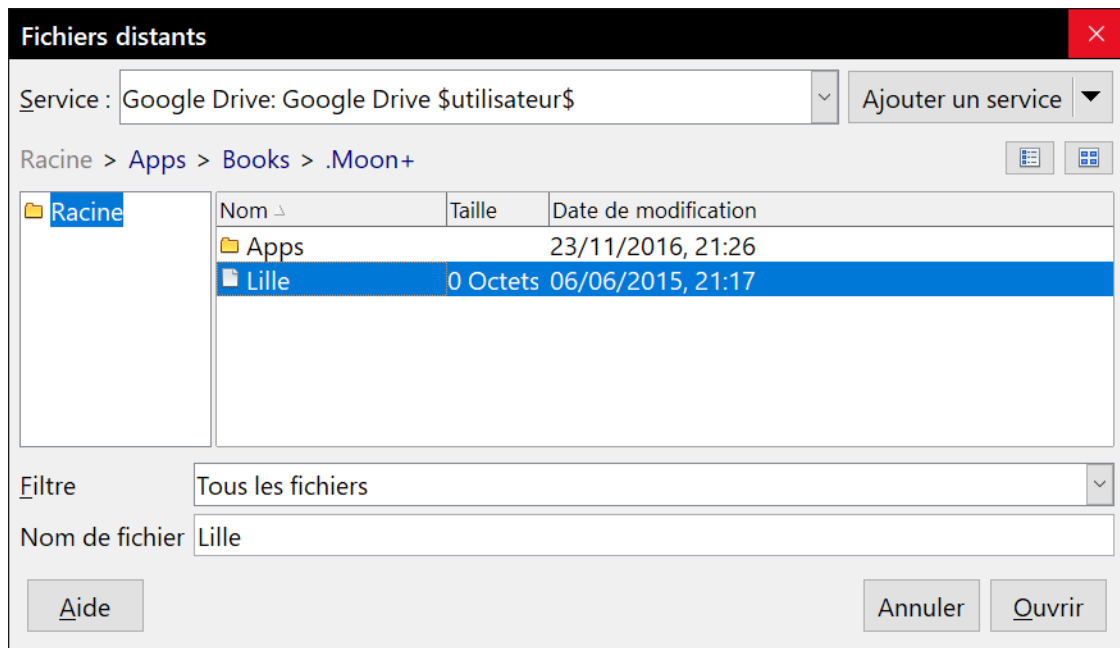 Fichiers distants
Service : Google Drive: Google Drive $utilisateur$ Ajouter un service
Racine > Apps > Books > .Moon+
Racine
Nom Taille Date de modification
Apps 23/11/2016, 21:26
Lille 0 Octets 06/06/2015, 21:17
Filtre Tous les fichiers
Nom de fichier Lille
Aide Annuler Ouvrir